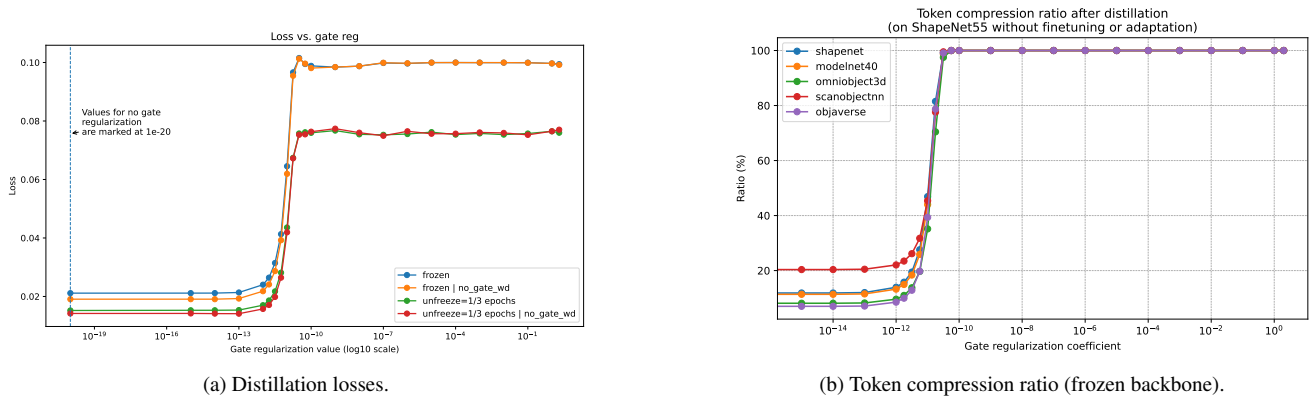 Loss vs. gate reg
0.10
0.08
0.06
0.04
0.02
Loss
Values for no gate
regularization
are marked at 1e-20
frozen
frozen | no_gate_wd
unfreeze=1/3 epochs
unfreeze=1/3 epochs | no_gate_wd
10⁻¹⁹ 10⁻¹⁶ 10⁻¹³ 10⁻¹⁰ 10⁻⁷ 10⁻⁴ 10⁻¹
Gate regularization value (log10 scale)
(a) Distillation losses.
Token compression ratio after distillation
(on ShapeNet55 without finetuning or adaptation)
100
80
60
40
20
Ratio (%)
shapenet
modelnet40
omniobject3d
scanobjectnn
objaverse
10⁻¹⁴ 10⁻¹² 10⁻¹⁰ 10⁻⁸ 10⁻⁶ 10⁻⁴ 10⁻² 10⁰
Gate regularization coefficient
(b) Token compression ratio (frozen backbone).